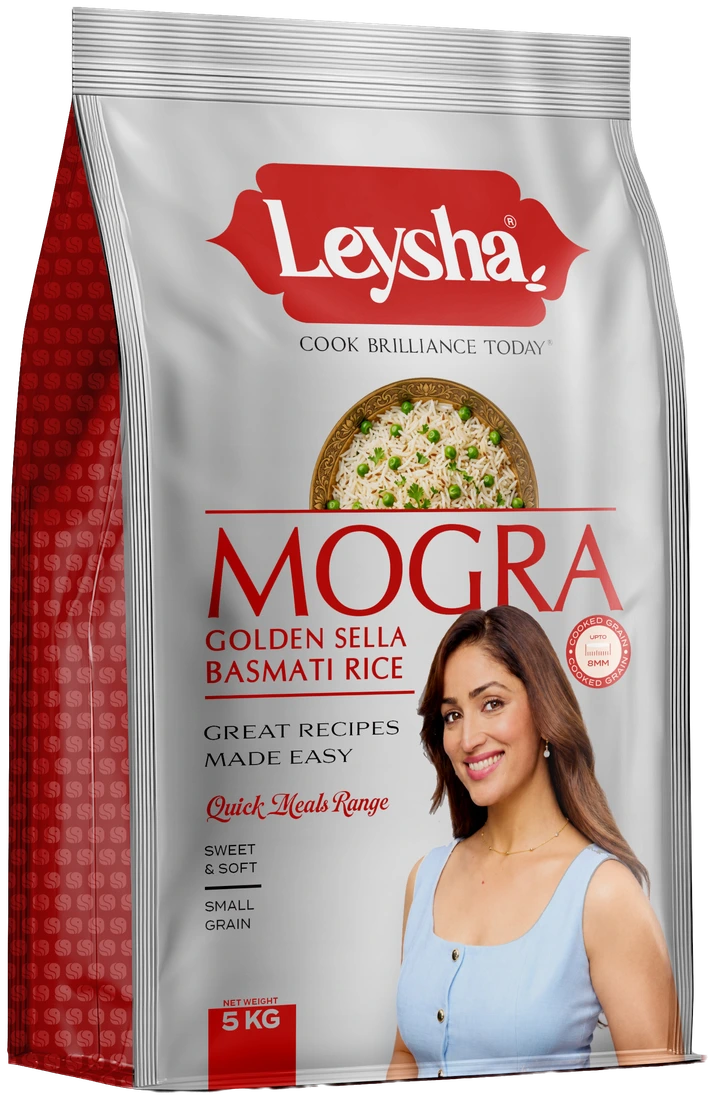 Leysha®
COOK BRILLIANCE TODAY®
MOGRA
GOLDEN SELLA
BASMATI RICE
COOKED GRAIN
UPTO
8MM
COOKED GRAIN
GREAT RECIPES
MADE EASY
Quick Meals Range
SWEET
& SOFT
SMALL
GRAIN
NET WEIGHT
5 KG